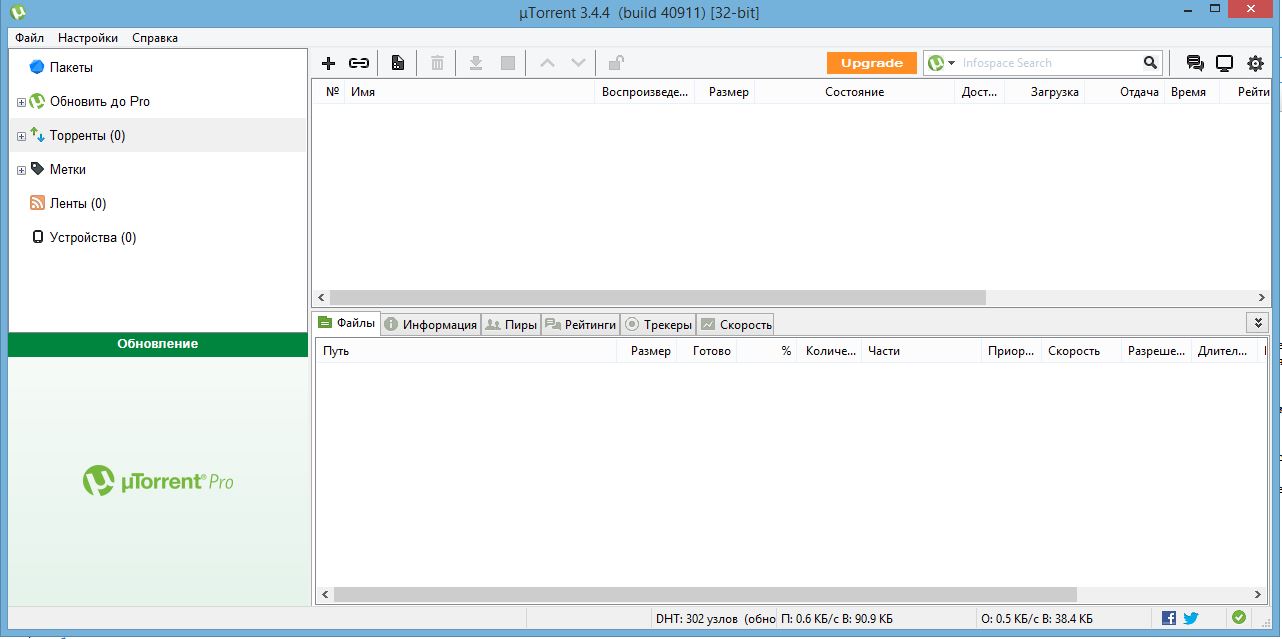 µTorrent 3.4.4 (build 40911) [32-bit]
Файл Настройки Справка
Пакеты
Обновить до Pro
Торренты (0)
Метки
Ленты (0)
Устройства (0)
Обновление
µTorrent® Pro
Upgrade
Infospace Search
№ Имя Воспроизведе... Размер Состояние Дост... Загрузка Отдача Время Рейти
Файлы Информация Пиры Рейтинги Трекеры Скорость
Путь Размер Готово % Количе... Части Приор... Скорость Разреше... Длител...
DHT: 302 узлов (обно П: 0.6 КБ/с В: 90.9 КБ О: 0.5 КБ/с В: 38.4 КБ